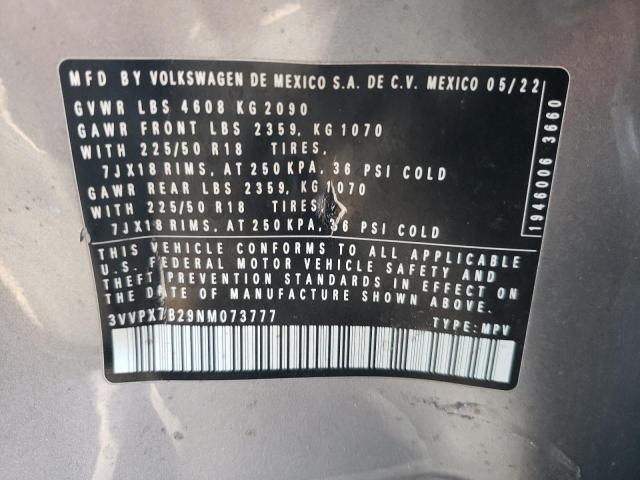 MFD BY VOLKSWAGEN DE MEXICO S.A. DE C.V. MEXICO 05/22
GVWR LBS 4608 KG 2090
GAWR FRONT LBS 2359, KG 1070
WITH 225/50 R18 TIRES,
7JX18 RIMS, AT 250 KPA, 36 PSI COLD
GAWR REAR LBS 2359, KG 1070
WITH 225/50 R18 TIRES,
7JX18 RIMS, AT 250 KPA, 36 PSI COLD
THIS VEHICLE CONFORMS TO ALL APPLICABLE
U.S. FEDERAL MOTOR VEHICLE SAFETY AND
THEFT PREVENTION STANDARDS IN EFFECT ON
THE DATE OF MANUFACTURE SHOWN ABOVE.
3VVPX7B29NM073777 TYPE: MPV
1946006 3660